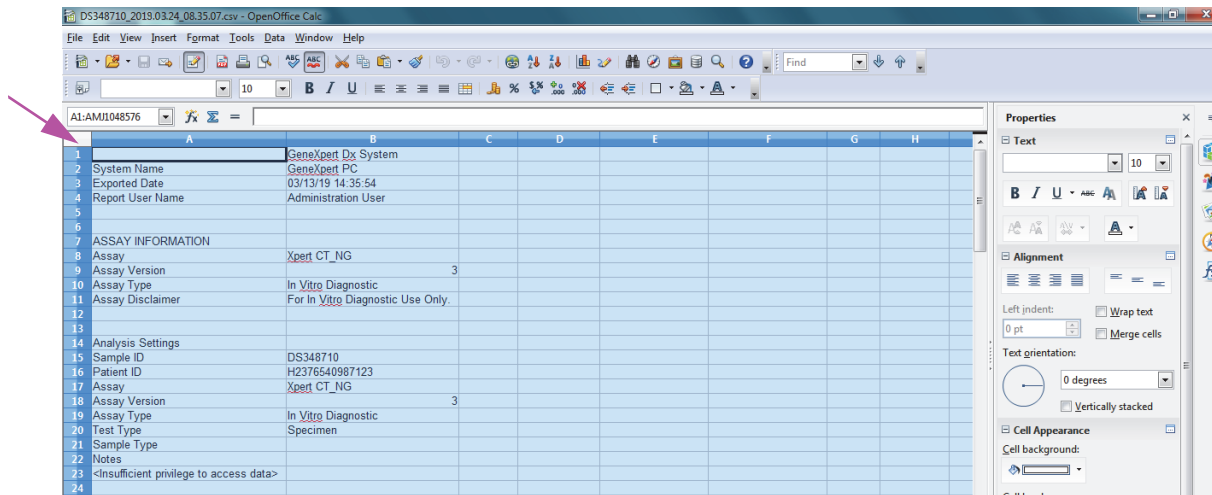 DS348710_2019.03.24_08.35.07.csv - OpenOffice Calc
File Edit View Insert Format Tools Data Window Help
Find
10 B I U
A1:AMJ1048576 =
A B C D E F G H
1 GeneXpert Dx System
2 System Name GeneXpert PC
3 Exported Date 03/13/19 14:35:54
4 Report User Name Administration User
5
6
7 ASSAY INFORMATION
8 Assay Xpert CT_NG
9 Assay Version 3
10 Assay Type In Vitro Diagnostic
11 Assay Disclaimer For In Vitro Diagnostic Use Only.
12
13
14 Analysis Settings
15 Sample ID DS348710
16 Patient ID H2376540987123
17 Assay Xpert CT_NG
18 Assay Version 3
19 Assay Type In Vitro Diagnostic
20 Test Type Specimen
21 Sample Type
22 Notes
23 <Insufficient privilege to access data>
24
Properties
Text
10
B I U ABC
Alignment
Left indent: Wrap text
0 pt Merge cells
Text orientation:
0 degrees
Vertically stacked
Cell Appearance
Cell background: